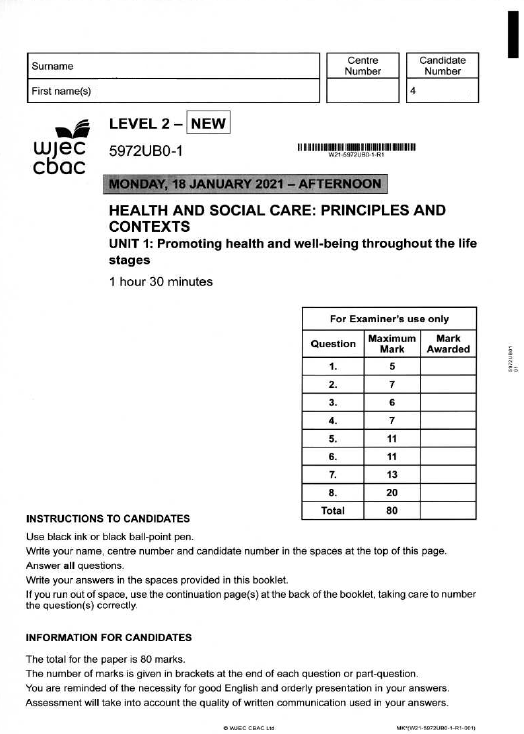 Surname
Centre
Number
Candidate
Number
First name(s)
4
wjec
cbac
LEVEL 2 – NEW
5972UB0-1
W21-5972UB0-1-R1
MONDAY, 18 JANUARY 2021 – AFTERNOON
HEALTH AND SOCIAL CARE: PRINCIPLES AND
CONTEXTS
UNIT 1: Promoting health and well-being throughout the life
stages
1 hour 30 minutes
For Examiner's use only
Question Maximum Mark Mark Awarded
1. 5
2. 7
3. 6
4. 7
5. 11
6. 11
7. 13
8. 20
Total 80
5972UB01
01
INSTRUCTIONS TO CANDIDATES
Use black ink or black ball-point pen.
Write your name, centre number and candidate number in the spaces at the top of this page.
Answer all questions.
Write your answers in the spaces provided in this booklet.
If you run out of space, use the continuation page(s) at the back of the booklet, taking care to number
the question(s) correctly.
INFORMATION FOR CANDIDATES
The total for the paper is 80 marks.
The number of marks is given in brackets at the end of each question or part-question.
You are reminded of the necessity for good English and orderly presentation in your answers.
Assessment will take into account the quality of written communication used in your answers.
© WJEC CBAC Ltd.
MK*(W21-5972UB0-1-R1-001)